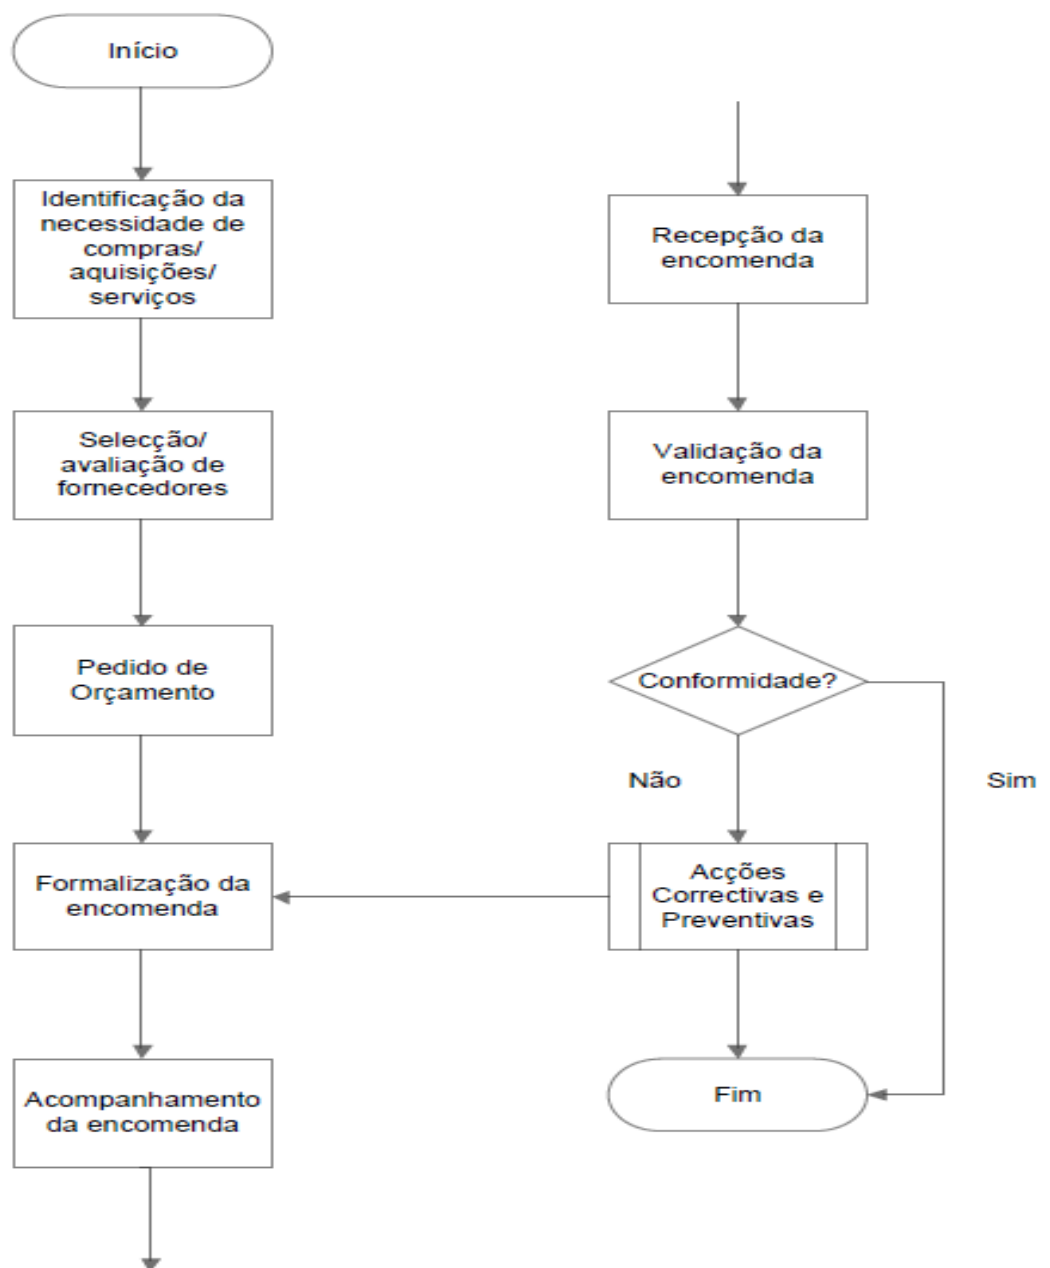 Início
Identificação da
necessidade de
compras/
aquisições/
serviços
Selecção/
avaliação de
fornecedores
Pedido de
Orçamento
Formalização da
encomenda
Acompanhamento
da encomenda
Recepção da
encomenda
Validação da
encomenda
Conformidade?
Não
Sim
Acções
Correctivas e
Preventivas
Fim